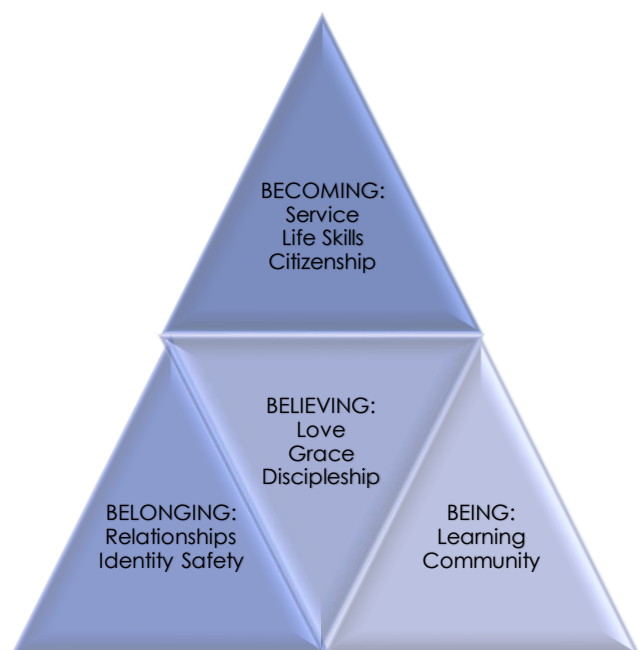 BECOMING:
Service
Life Skills
Citizenship
BELIEVING:
Love
Grace
Discipleship
BELONGING:
Relationships
Identity Safety
BEING:
Learning
Community